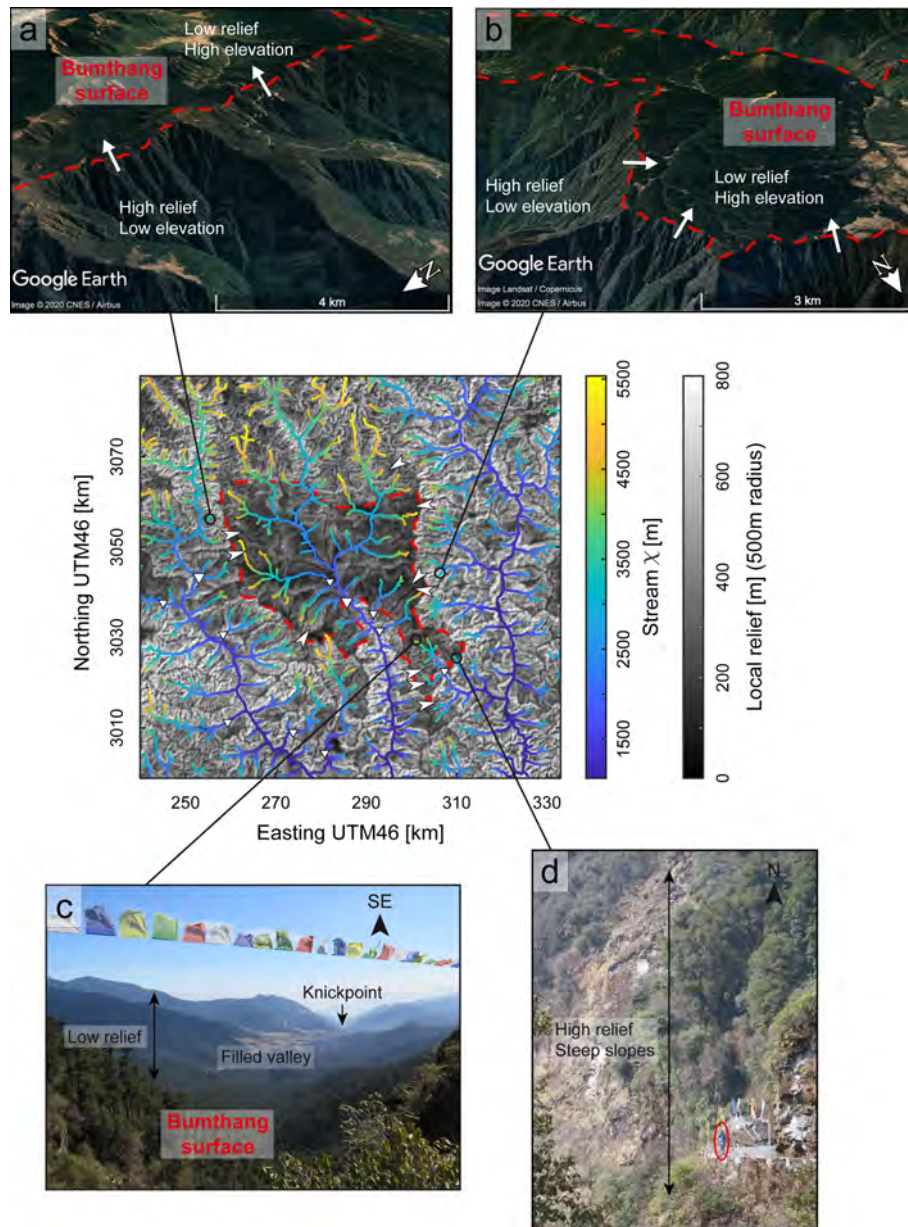 a
Low relief
High elevation
Bumthang
surface
High relief
Low elevation
Google Earth
Image © 2020 CNES / Airbus
4 km
N
b
Bumthang
surface
High relief
Low elevation
Low relief
High elevation
Google Earth
Image Landsat / Copernicus
Image © 2020 CNES / Airbus
3 km
N
Northing UTM46 [km]
3070
3050
3030
3010
250
270
290
310
330
Easting UTM46 [km]
5500
4500
3500
2500
1500
Stream χ [m]
800
600
400
200
0
Local relief [m] (500m radius)
c
SE
Knickpoint
Low relief
Filled valley
Bumthang
surface
d
N
High relief
Steep slopes